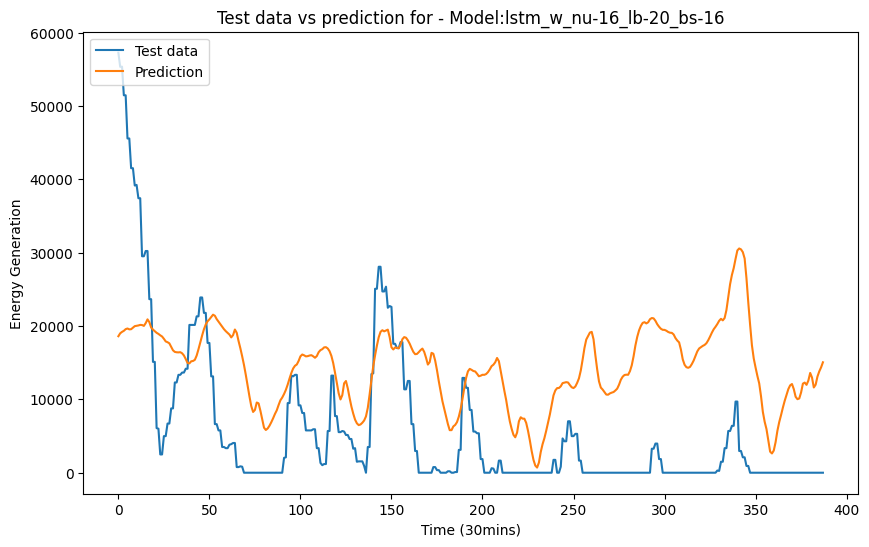 Test data vs prediction for - Model:lstm_w_nu-16_lb-20_bs-16
Test data
Prediction
60000
50000
40000
30000
20000
10000
0
Energy Generation
0 50 100 150 200 250 300 350 400
Time (30mins)